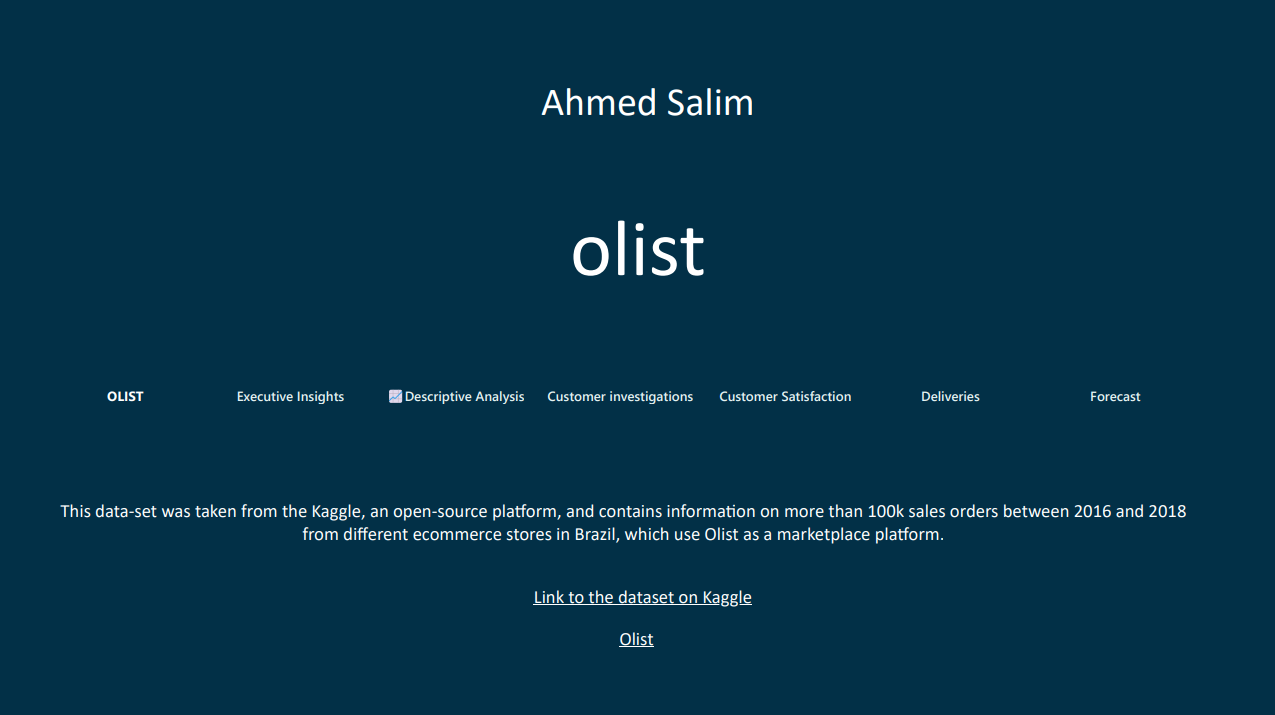 Ahmed Salim
olist
OLIST Executive Insights 📈Descriptive Analysis Customer investigations Customer Satisfaction Deliveries Forecast
This data-set was taken from the Kaggle, an open-source platform, and contains information on more than 100k sales orders between 2016 and 2018
from different ecommerce stores in Brazil, which use Olist as a marketplace platform.
Link to the dataset on Kaggle
Olist